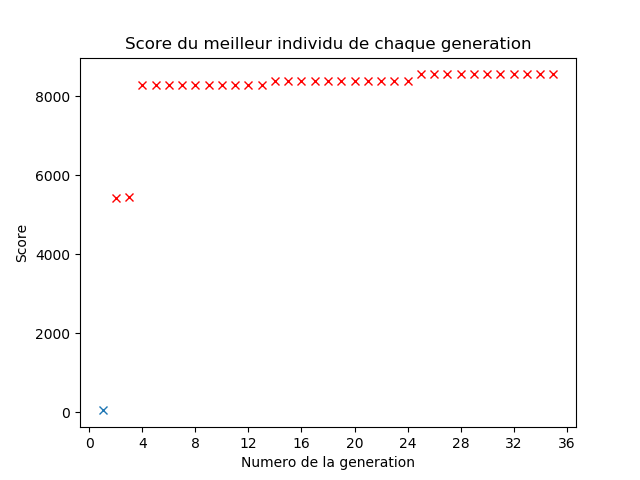 Score du meilleur individu de chaque generation
8000
6000
4000
2000
0
Score
0 4 8 12 16 20 24 28 32 36
Numero de la generation